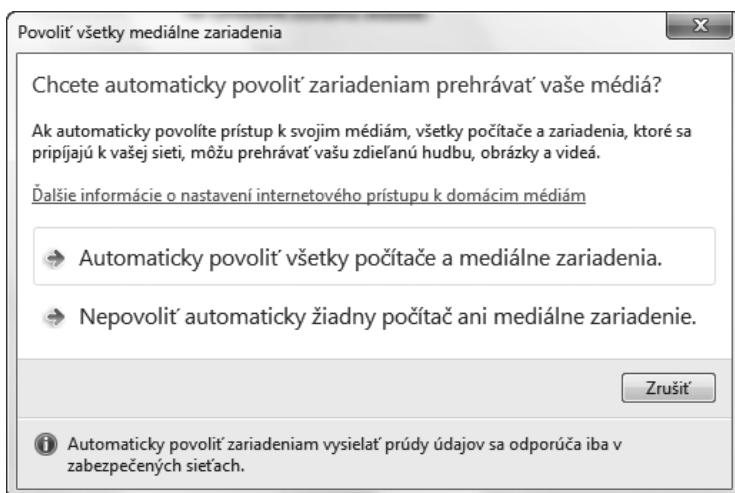 Povoliť všetky mediálne zariadenia
Chcete automaticky povoliť zariadeniam prehrávať vaše médiá?
Ak automaticky povolíte prístup k svojim médiám, všetky počítače a zariadenia, ktoré sa
pripíjajú k vašej sieti, môžu prehrávať vašu zdieľanú hudbu, obrázky a videá.
Ďalšie informácie o nastavení internetového prístupu k domácim médiám
Automaticky povoliť všetky počítače a mediálne zariadenia.
Nepovoliť automaticky žiadny počítač ani mediálne zariadenie.
Zrušiť
Automaticky povoliť zariadeniam vysielať prúdy údajov sa odporúča iba v
zabezpečených sieťach.